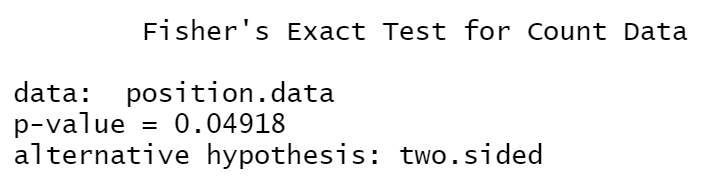 Fisher's Exact Test for Count Data
data: position.data
p-value = 0.04918
alternative hypothesis: two.sided